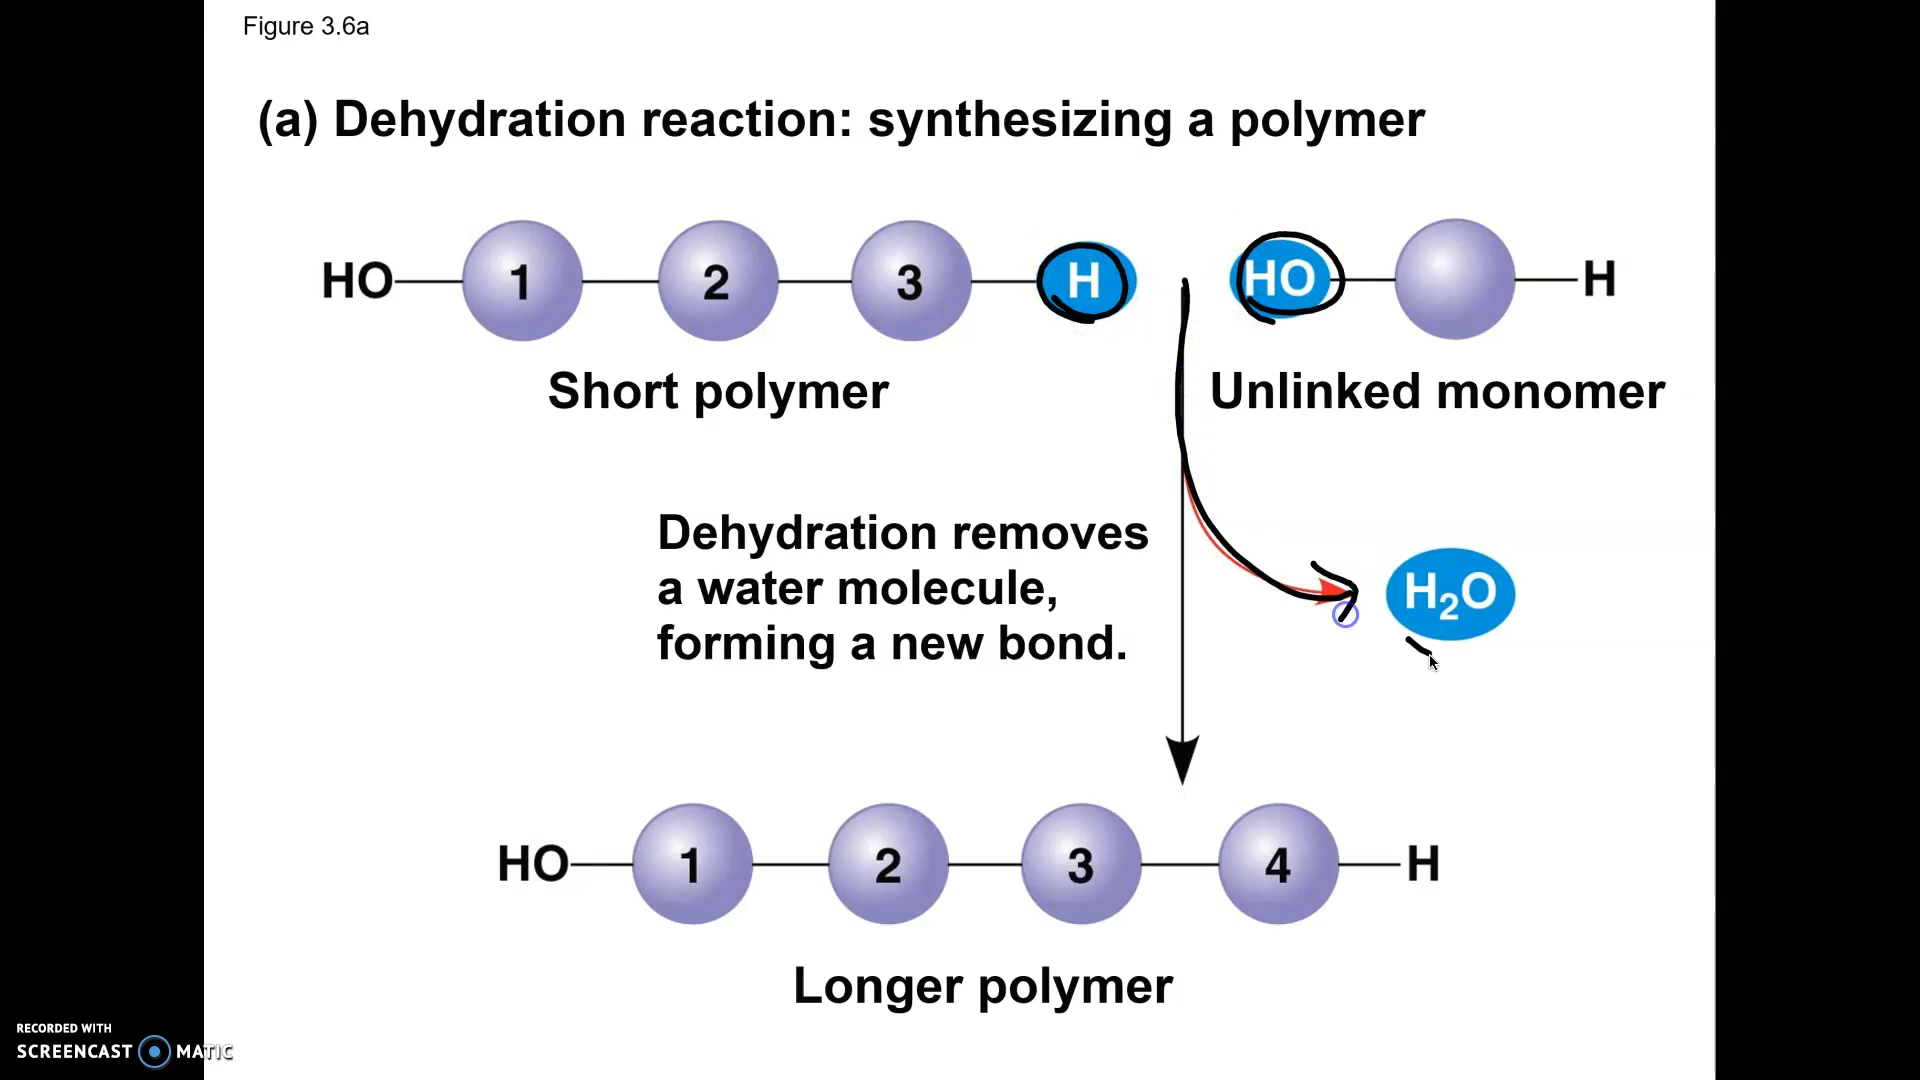 Figure 3.6a
(a) Dehydration reaction: synthesizing a polymer
HO 1 2 3 H HO H
Short polymer Unlinked monomer
Dehydration removes
a water molecule,
forming a new bond.
H₂O
HO 1 2 3 4 H
Longer polymer
RECORDED WITH
SCREENCAST MATIC